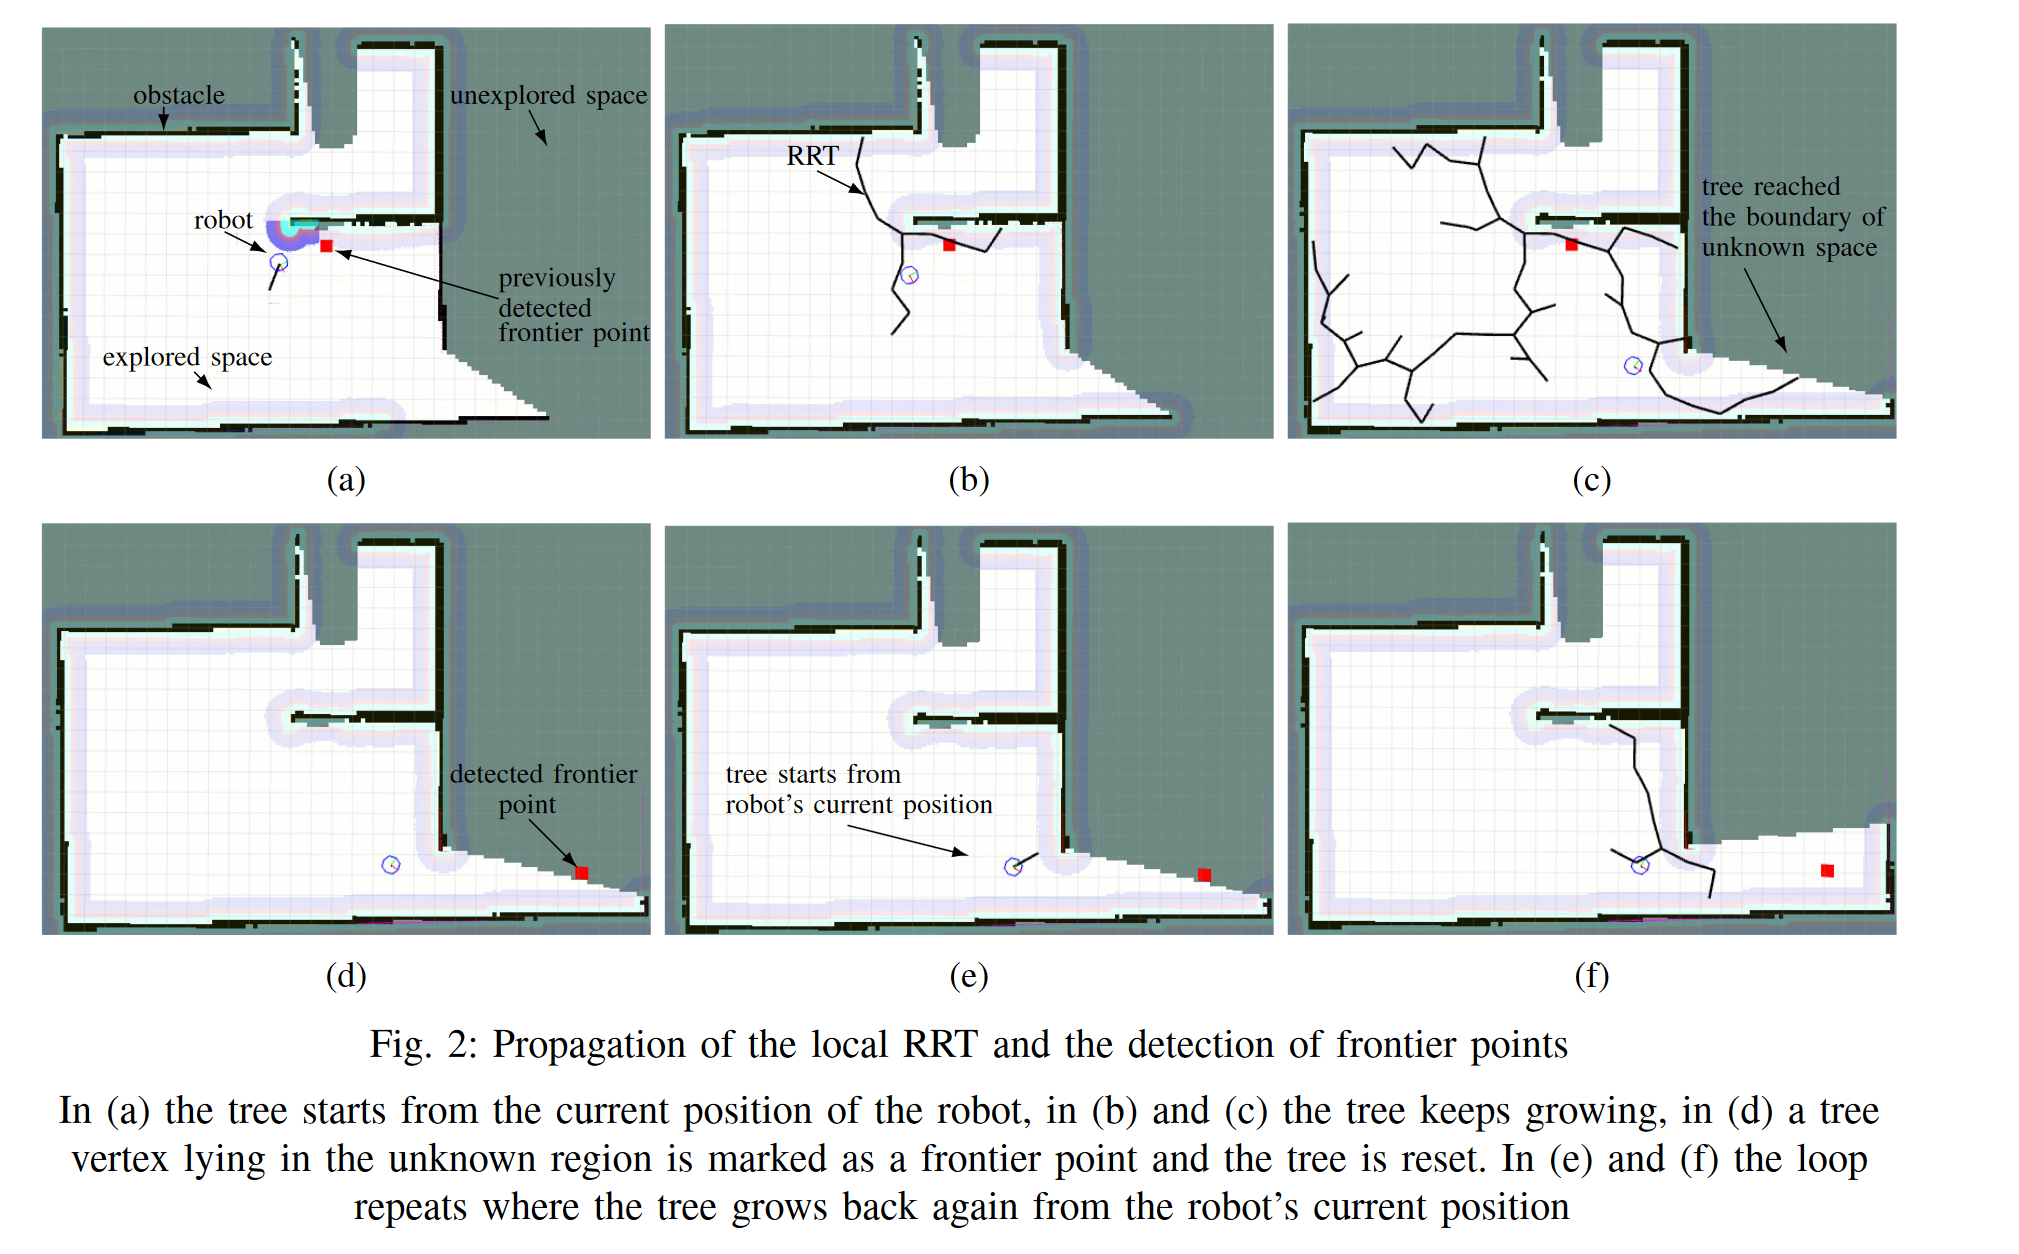 obstacle
unexplored space
robot
previously
detected
frontier point
explored space
(a)
RRT
(b)
tree reached
the boundary of
unknown space
(c)
detected frontier
point
(d)
tree starts from
robot's current position
(e)
(f)
Fig. 2: Propagation of the local RRT and the detection of frontier points
In (a) the tree starts from the current position of the robot, in (b) and (c) the tree keeps growing, in (d) a tree
vertex lying in the unknown region is marked as a frontier point and the tree is reset. In (e) and (f) the loop
repeats where the tree grows back again from the robot's current position